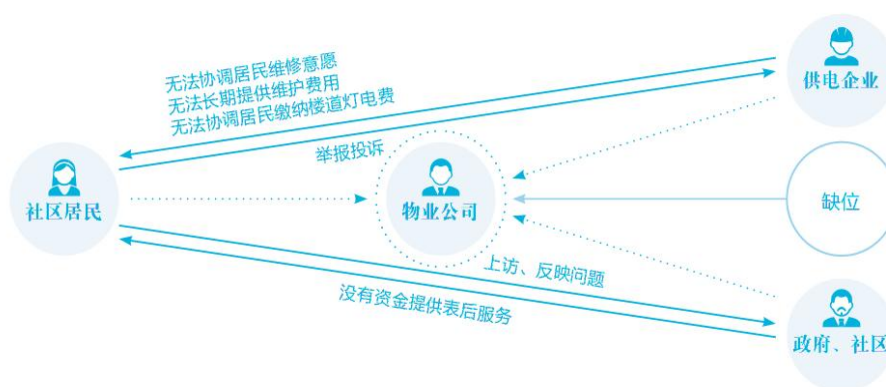 无法协调居民维修意愿
无法长期提供维护费用
无法协调居民缴纳楼道灯电费
举报投诉
供电企业
社区居民
物业公司
缺位
上访、反映问题
没有资金提供表后服务
政府、社区